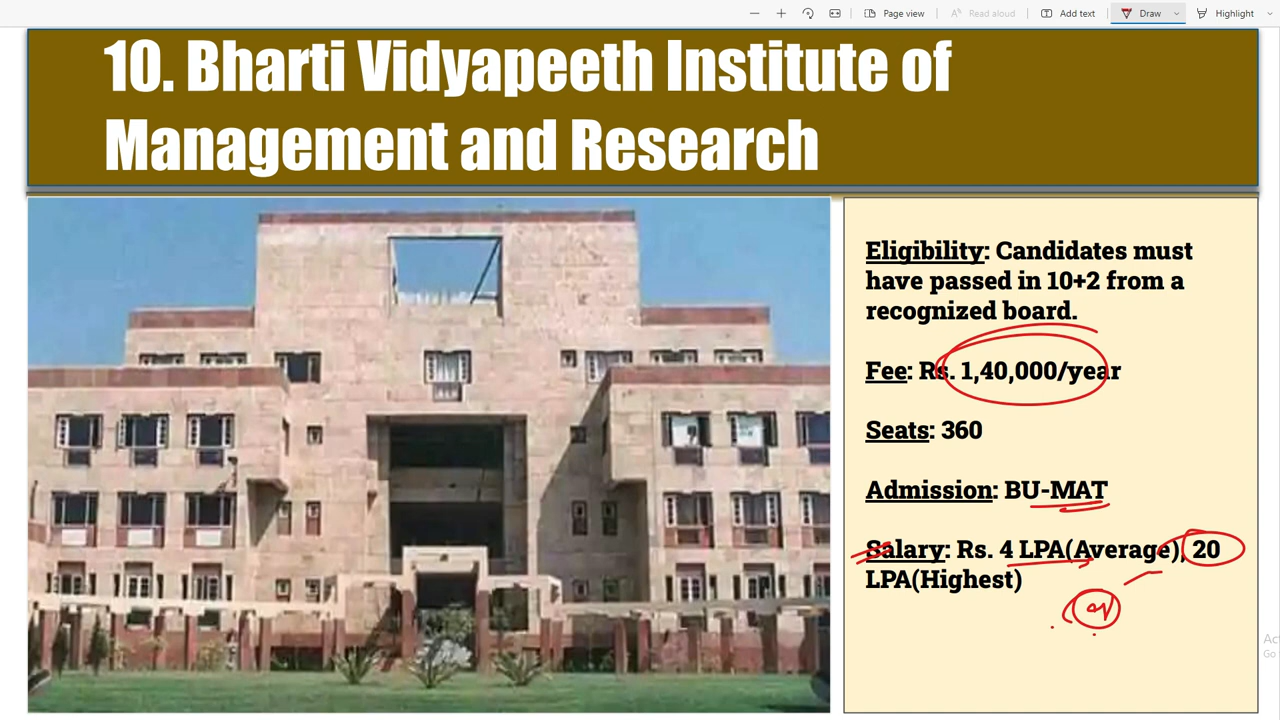 Page view
Read aloud
Add text
Draw
Highlight
10. Bharti Vidyapeeth Institute of
Management and Research
Eligibility: Candidates must
have passed in 10+2 from a
recognized board.
Fee: Rs. 1,40,000/year
Seats: 360
Admission: BU-MAT
Salary: Rs. 4 LPA(Average), 20
LPA(Highest)